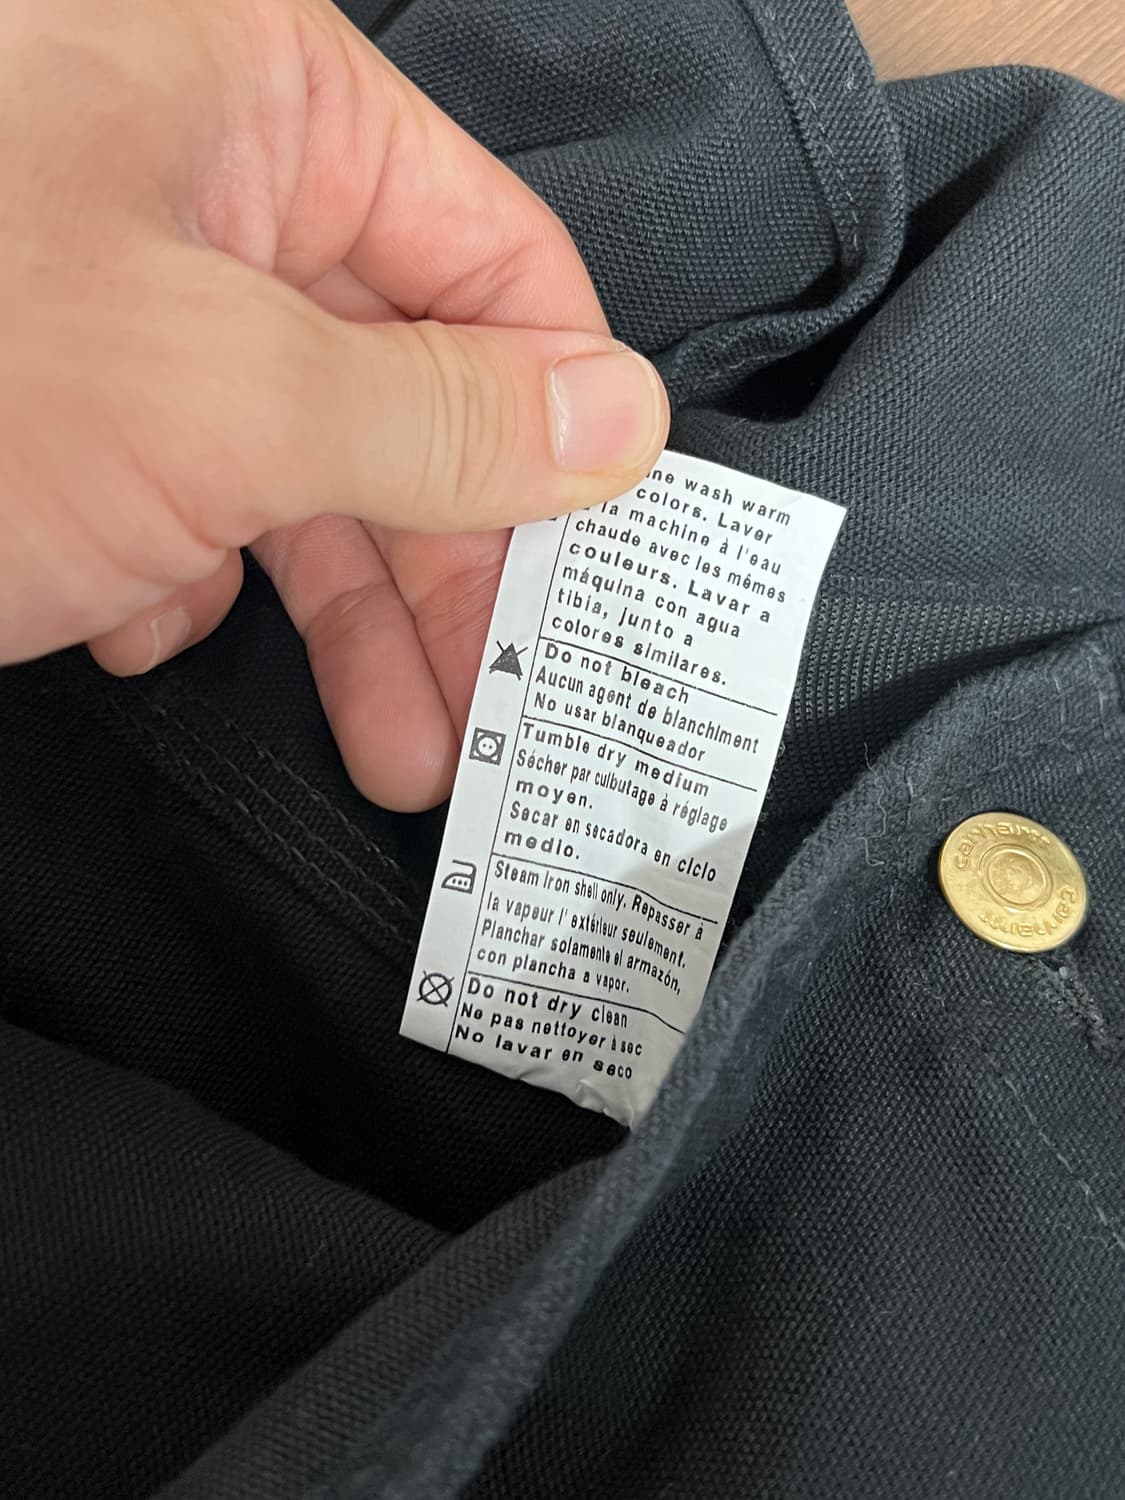 ne wash warm
colors. Laver
la machine à l'eau
chaude avec les mêmes
couleurs. Lavar a
máquina con agua
tibia, junto a
colores similares.
Do not bleach
Aucun agent de blanchiment
No usar blanqueador
Tumble dry medium
Sécher par culbutage à réglage
moyen.
Secar en secadora en ciclo
medio.
Steam Iron shell only. Repasser à
la vapeur l'extérieur seulement.
Planchar solamente el armazón,
con plancha a vapor.
Do not dry clean
Ne pas nettoyer à sec
No lavar en seco
carhartt
carhartt